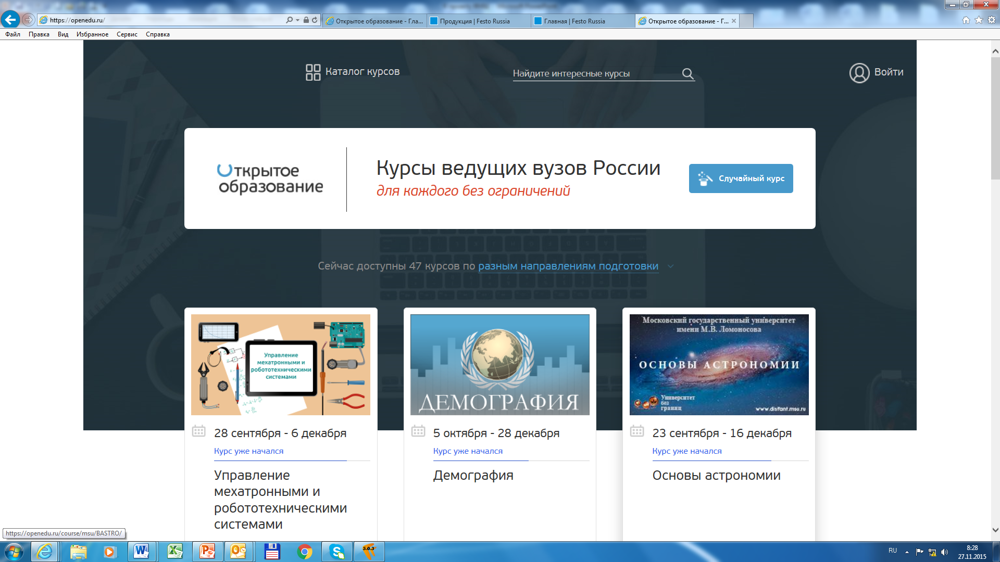 https://openedu.ru/
Открытое образование - Гла...
Продукция | Festo Russia
Главная | Festo Russia
Открытое образование - Г...
Файл Правка Вид Избранное Сервис Справка
Каталог курсов
Найдите интересные курсы
Войти
Открытое
образование
Курсы ведущих вузов России
для каждого без ограничений
Случайный курс
Сейчас доступны 47 курсов по разным направлениям подготовки
Управление
мехатронными и
робототехническими
системами
28 сентября - 6 декабря
Курс уже начался
Управление
мехатронными и
робототехническими
системами
ДЕМОГРАФИЯ
5 октября - 28 декабря
Курс уже начался
Демография
Московский государственный университет
имени М.В. Ломоносова
ОСНОВЫ АСТРОНОМИИ
Университет
без
границ
www.distant.msu.ru
23 сентября - 16 декабря
Курс уже начался
Основы астрономии
https://openedu.ru/course/msu/BASTRO/
5.0.3
RU
8:28
27.11.2015